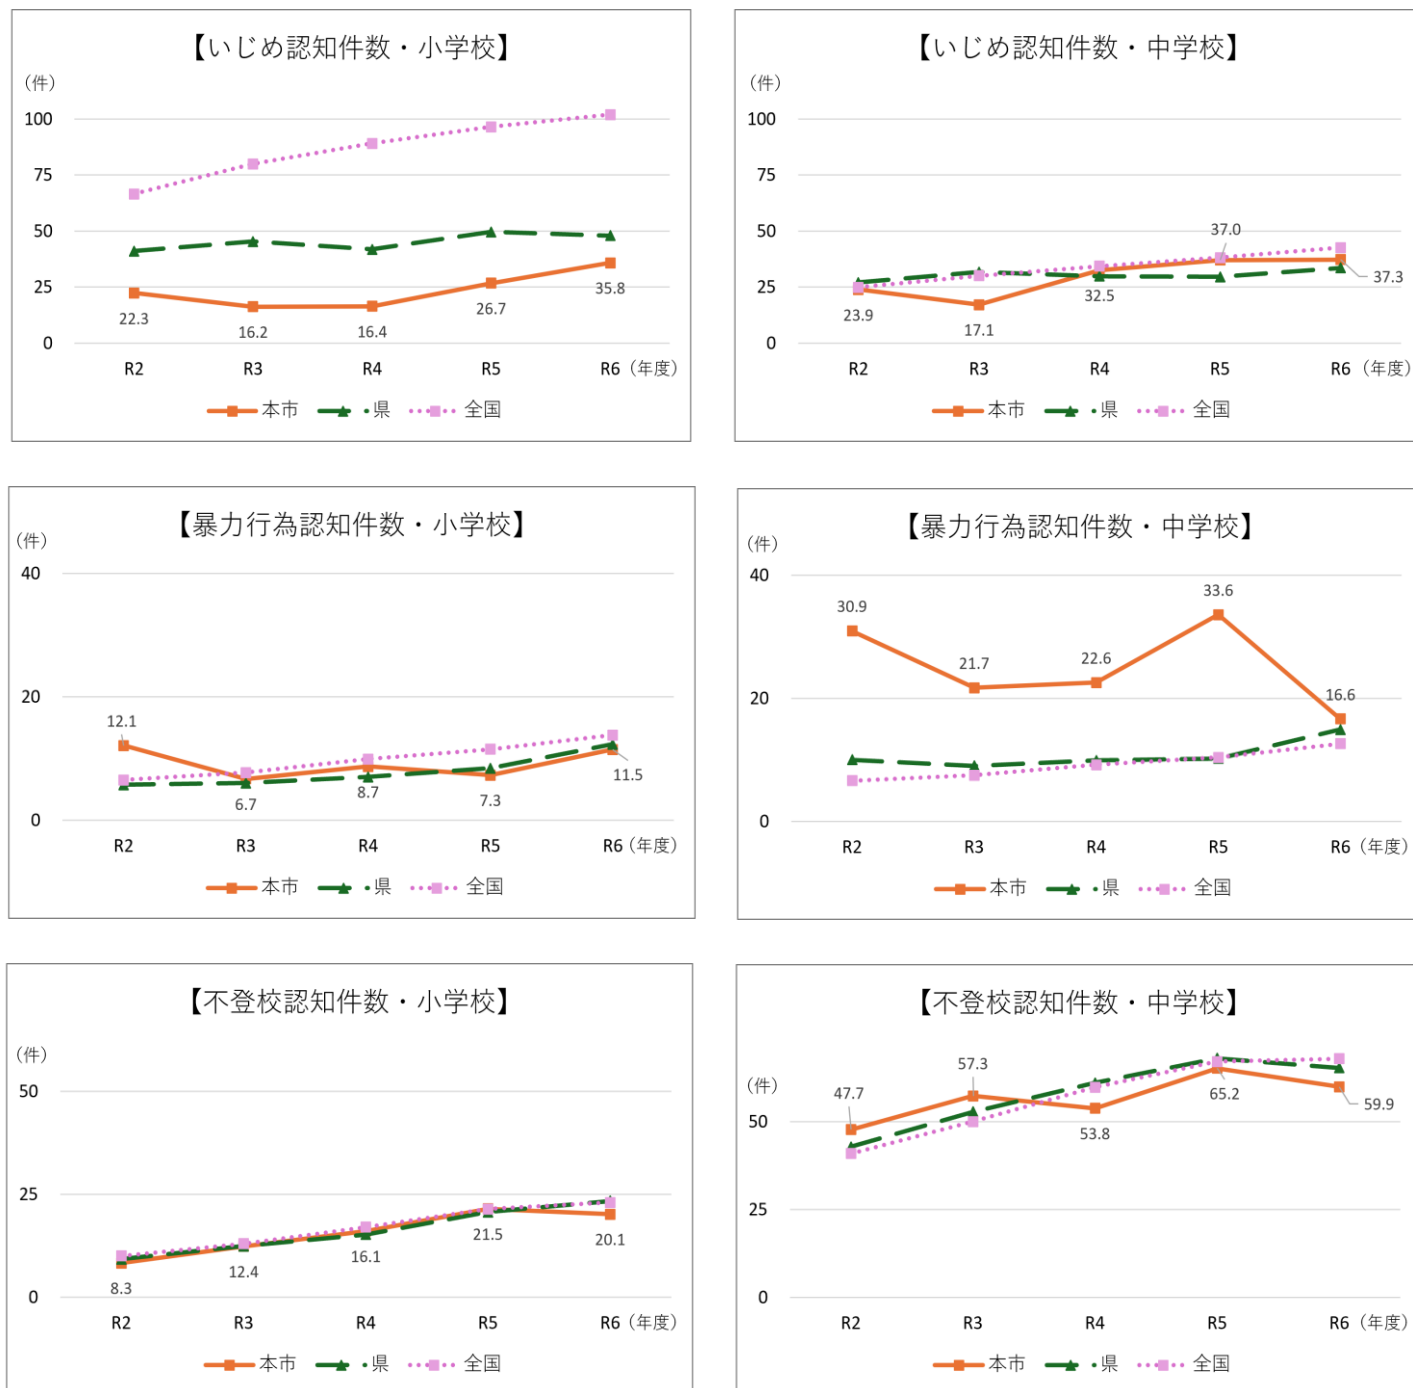 【いじめ認知件数・小学校】
(件)
100
75
50
25
0
22.3
16.2
16.4
26.7
35.8
R2
R3
R4
R5
R6(年度)
本市
県
全国
【いじめ認知件数・中学校】
(件)
100
75
50
25
0
23.9
17.1
32.5
37.0
37.3
R2
R3
R4
R5
R6(年度)
本市
県
全国
【暴力行為認知件数・小学校】
(件)
40
20
0
12.1
6.7
8.7
7.3
11.5
R2
R3
R4
R5
R6(年度)
本市
県
全国
【暴力行為認知件数・中学校】
(件)
40
20
0
30.9
21.7
22.6
33.6
16.6
R2
R3
R4
R5
R6(年度)
本市
県
全国
【不登校認知件数・小学校】
(件)
50
25
0
8.3
12.4
16.1
21.5
20.1
R2
R3
R4
R5
R6(年度)
本市
県
全国
【不登校認知件数・中学校】
(件)
50
25
0
47.7
57.3
53.8
65.2
59.9
R2
R3
R4
R5
R6(年度)
本市
県
全国